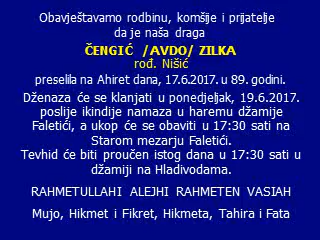 Obavještavamo rodbinu, komšije i prijatelje
da je naša draga
ČENGIĆ /AVDO/ ZILKA
rođ. Nišić
preselila na Ahiret dana, 17.6.2017. u 89. godini.
Dženaza će se klanjati u ponedjeljak, 19.6.2017.
poslije ikindije namaza u haremu džamije
Faletići, a ukop će se obaviti u 17:30 sati na
Starom mezarju Faletići.
Tevhid će biti proučen istog dana u 17:30 sati u
džamiji na Hladivodama.
RAHMETULLAHI ALEJHI RAHMETEN VASIAH
Mujo, Hikmet i Fikret, Hikmeta, Tahira i Fata